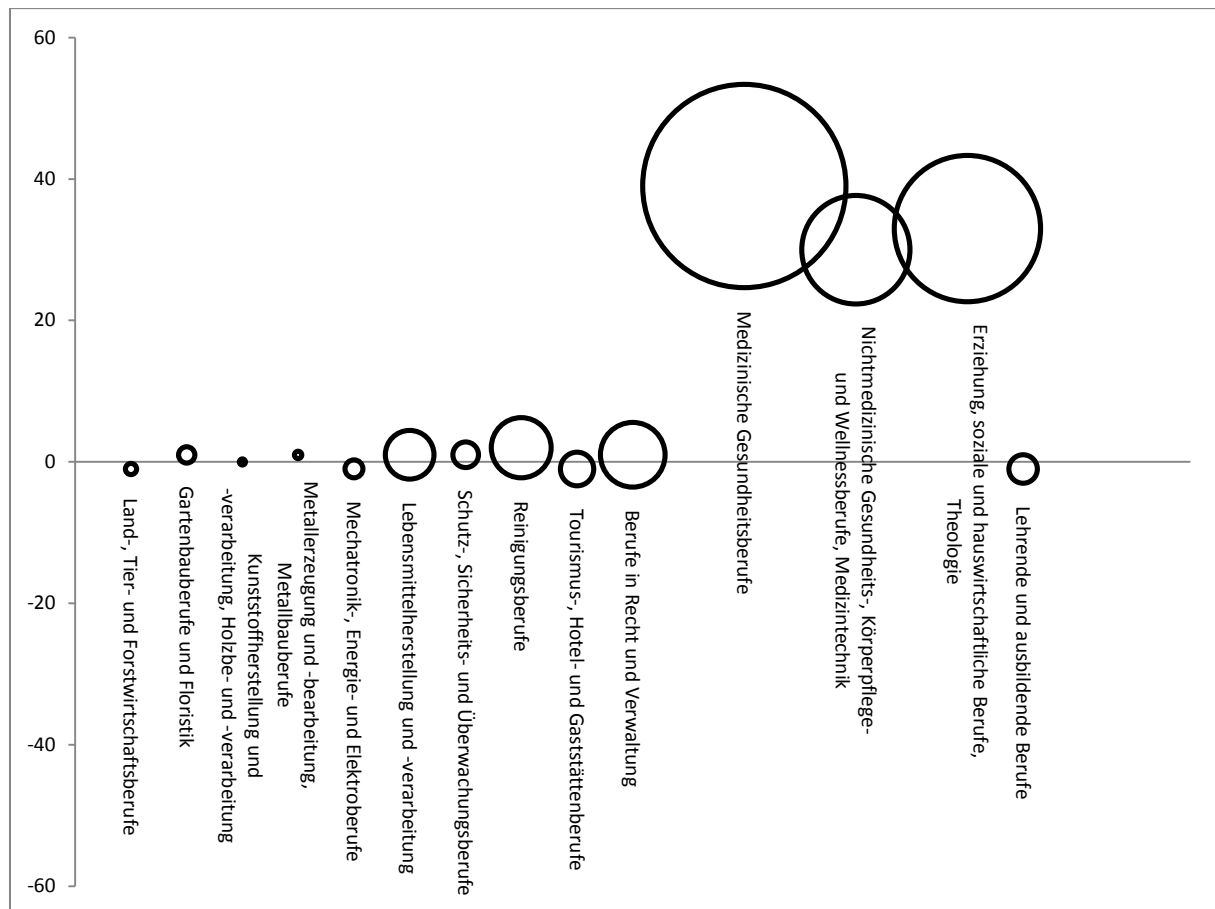 60
40
20
0
-20
-40
-60
Land-, Tier- und Forstwirtschaftsberufe
Gartenbauberufe und Floristik
Kunststoffherstellung und
-verarbeitung, Holzbe- und -verarbeitung
Metallerzeugung und -bearbeitung,
Metallbauberufe
Mechatronik-, Energie- und Elektroberufe
Lebensmittelherstellung und -verarbeitung
Schutz-, Sicherheits- und Überwachungsberufe
Reinigungsberufe
Tourismus-, Hotel- und Gaststättenberufe
Berufe in Recht und Verwaltung
Medizinische Gesundheitsberufe
Nichtmedizinische Gesundheits-, Körperpflege-
und Wellnessberufe, Medizintechnik
Erziehung, soziale und hauswirtschaftliche Berufe,
Theologie
Lehrende und ausbildende Berufe